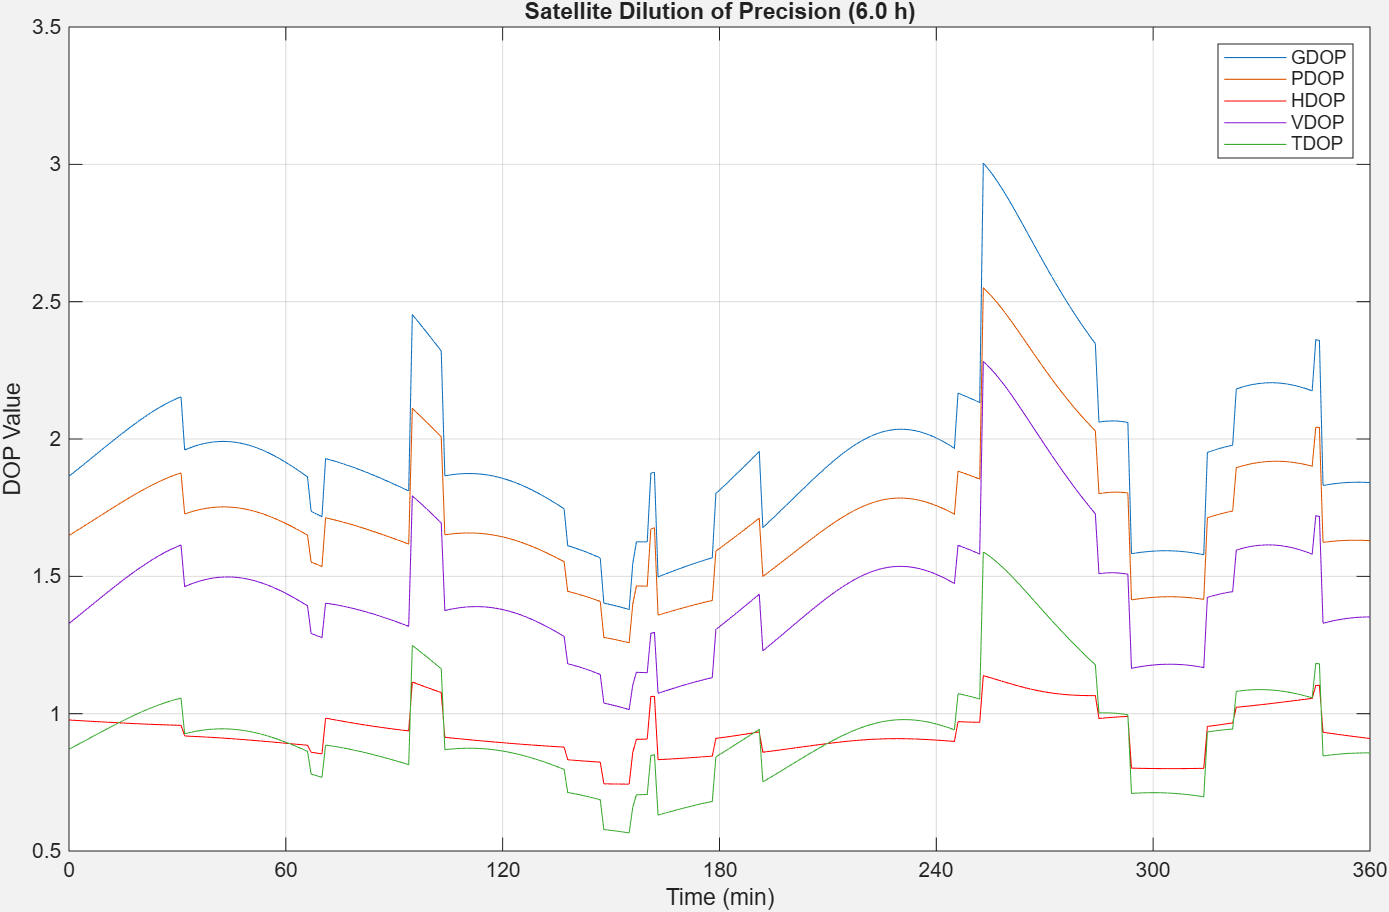 Satellite Dilution of Precision (6.0 h)
3.5
3
2.5
2
1.5
1
0.5
DOP Value
GDOP
PDOP
HDOP
VDOP
TDOP
0 60 120 180 240 300 360
Time (min)